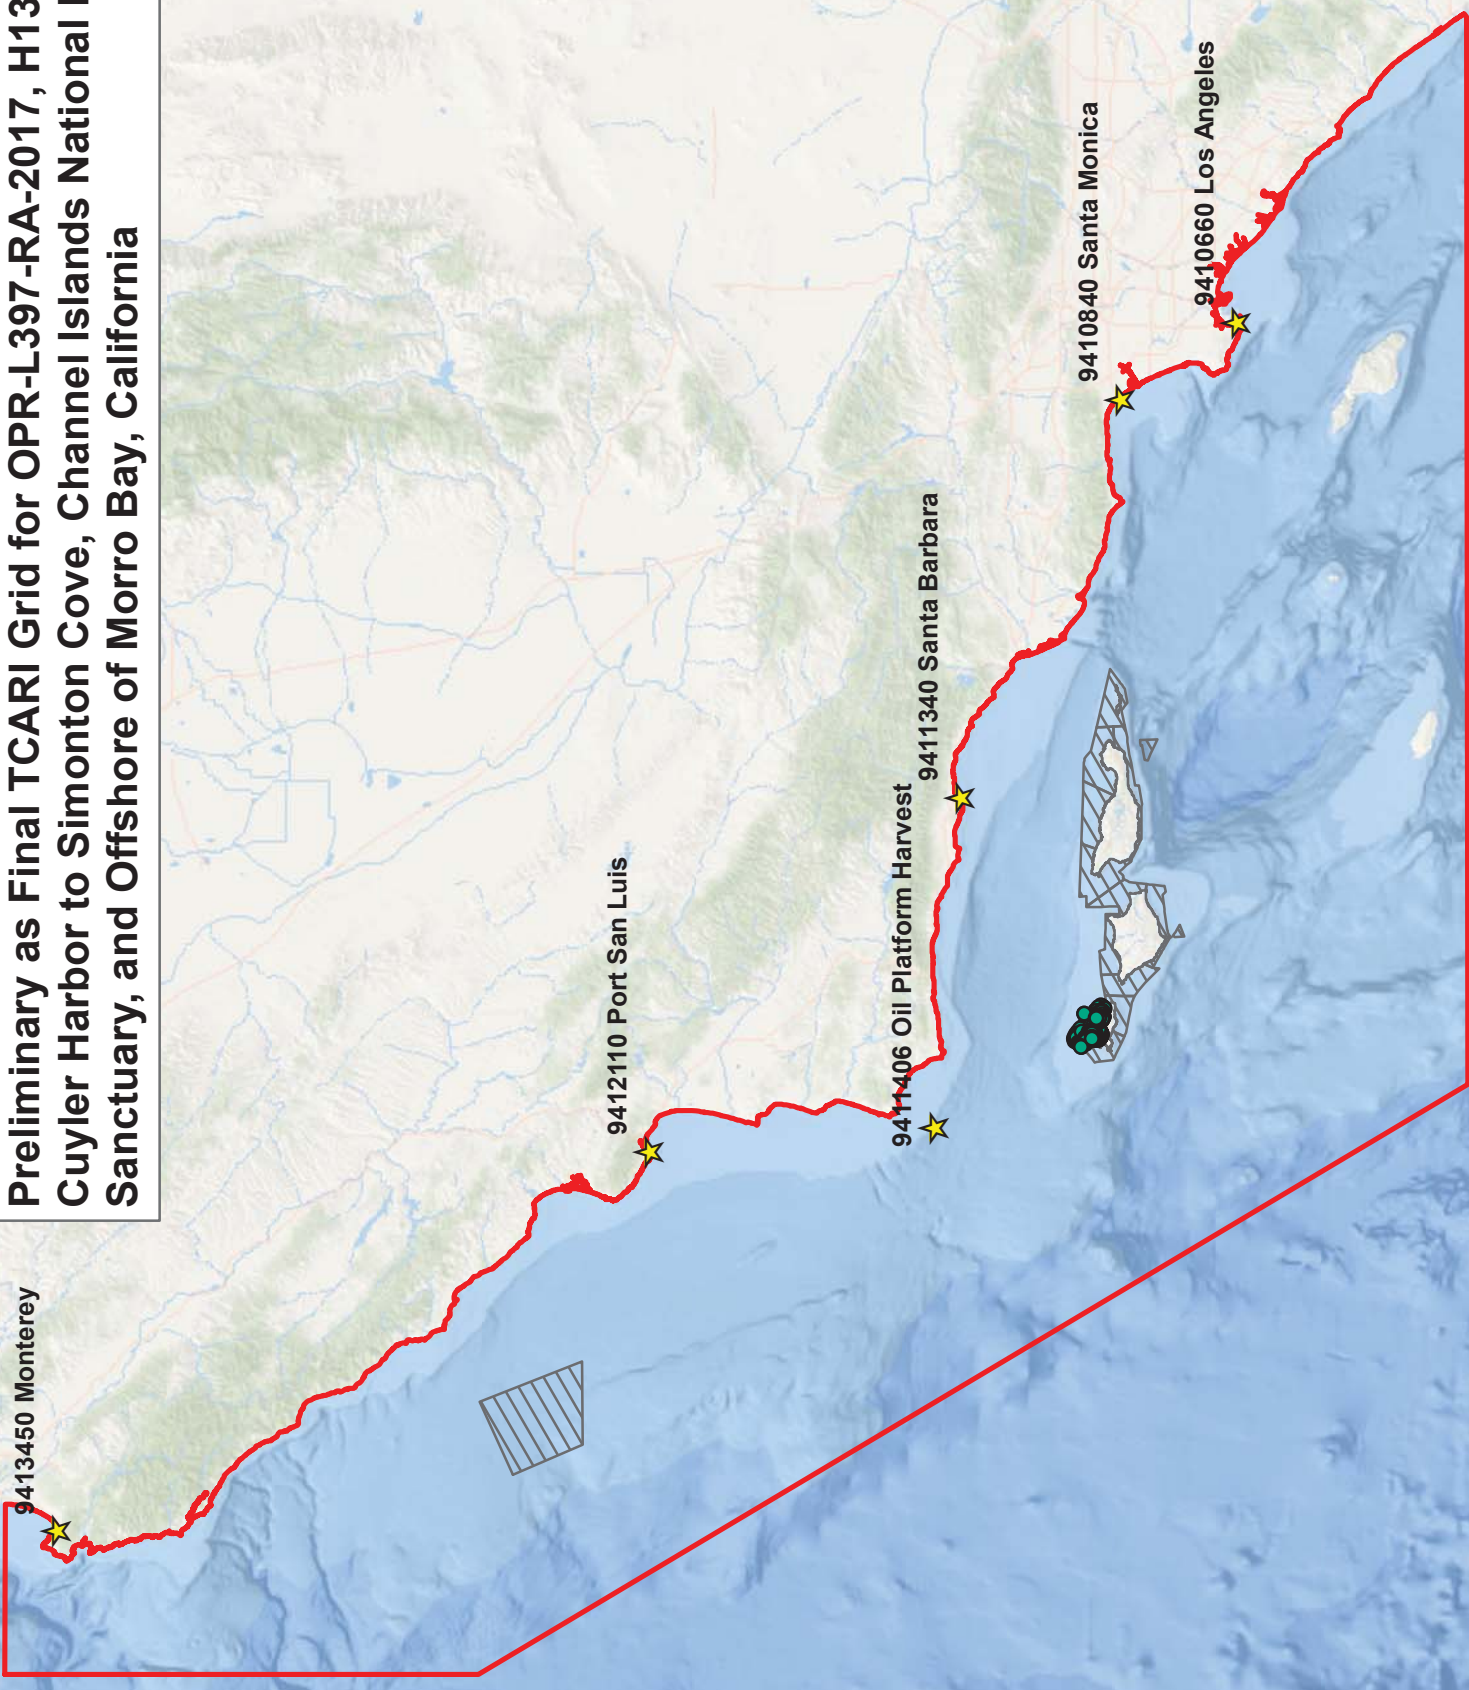 Preliminary as Final TCARI Grid for OPR-L397-RA-2017, H13
Cuyler Harbor to Simonton Cove, Channel Islands National
Sanctuary, and Offshore of Morro Bay, California
9413450 Monterey
9412110 Port San Luis
9411406 Oil Platform Harvest
9411340 Santa Barbara
9410840 Santa Monica
9410660 Los Angeles